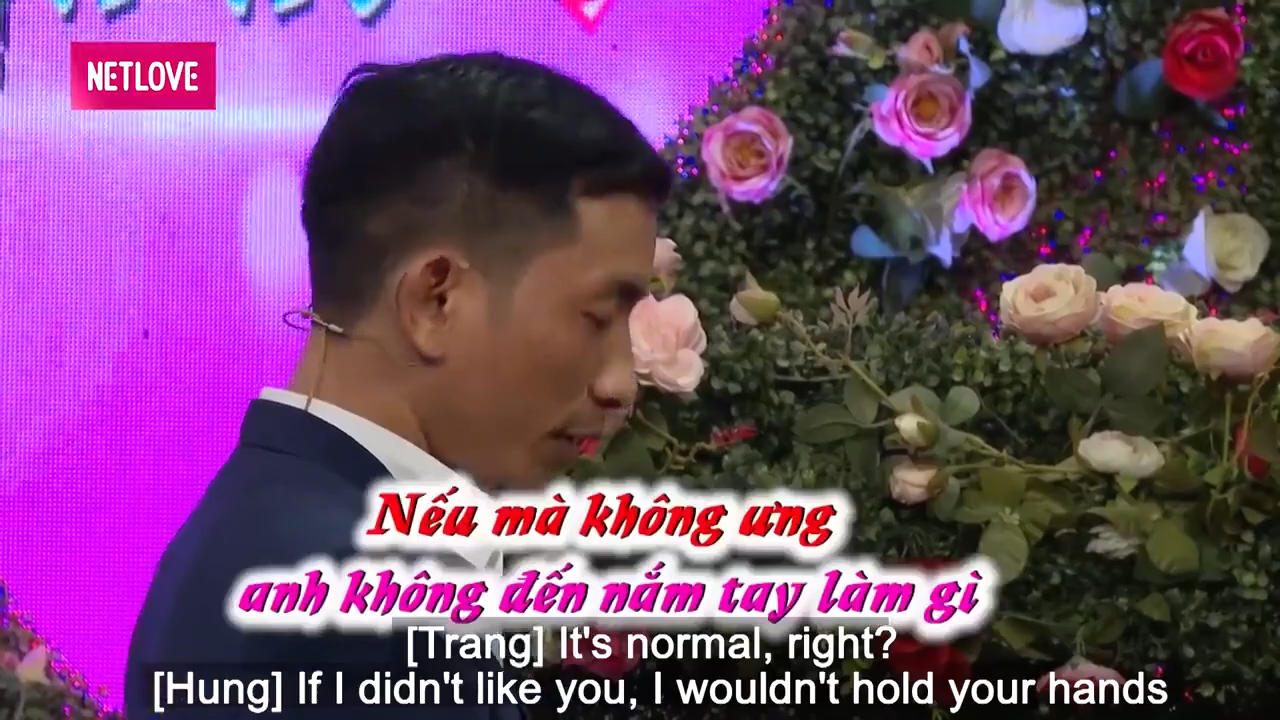 NETLOVE
Nếu mà không ưng
anh không đến nắm tay làm gì
[Trang] It's normal, right?
[Hung] If I didn't like you, I wouldn't hold your hands